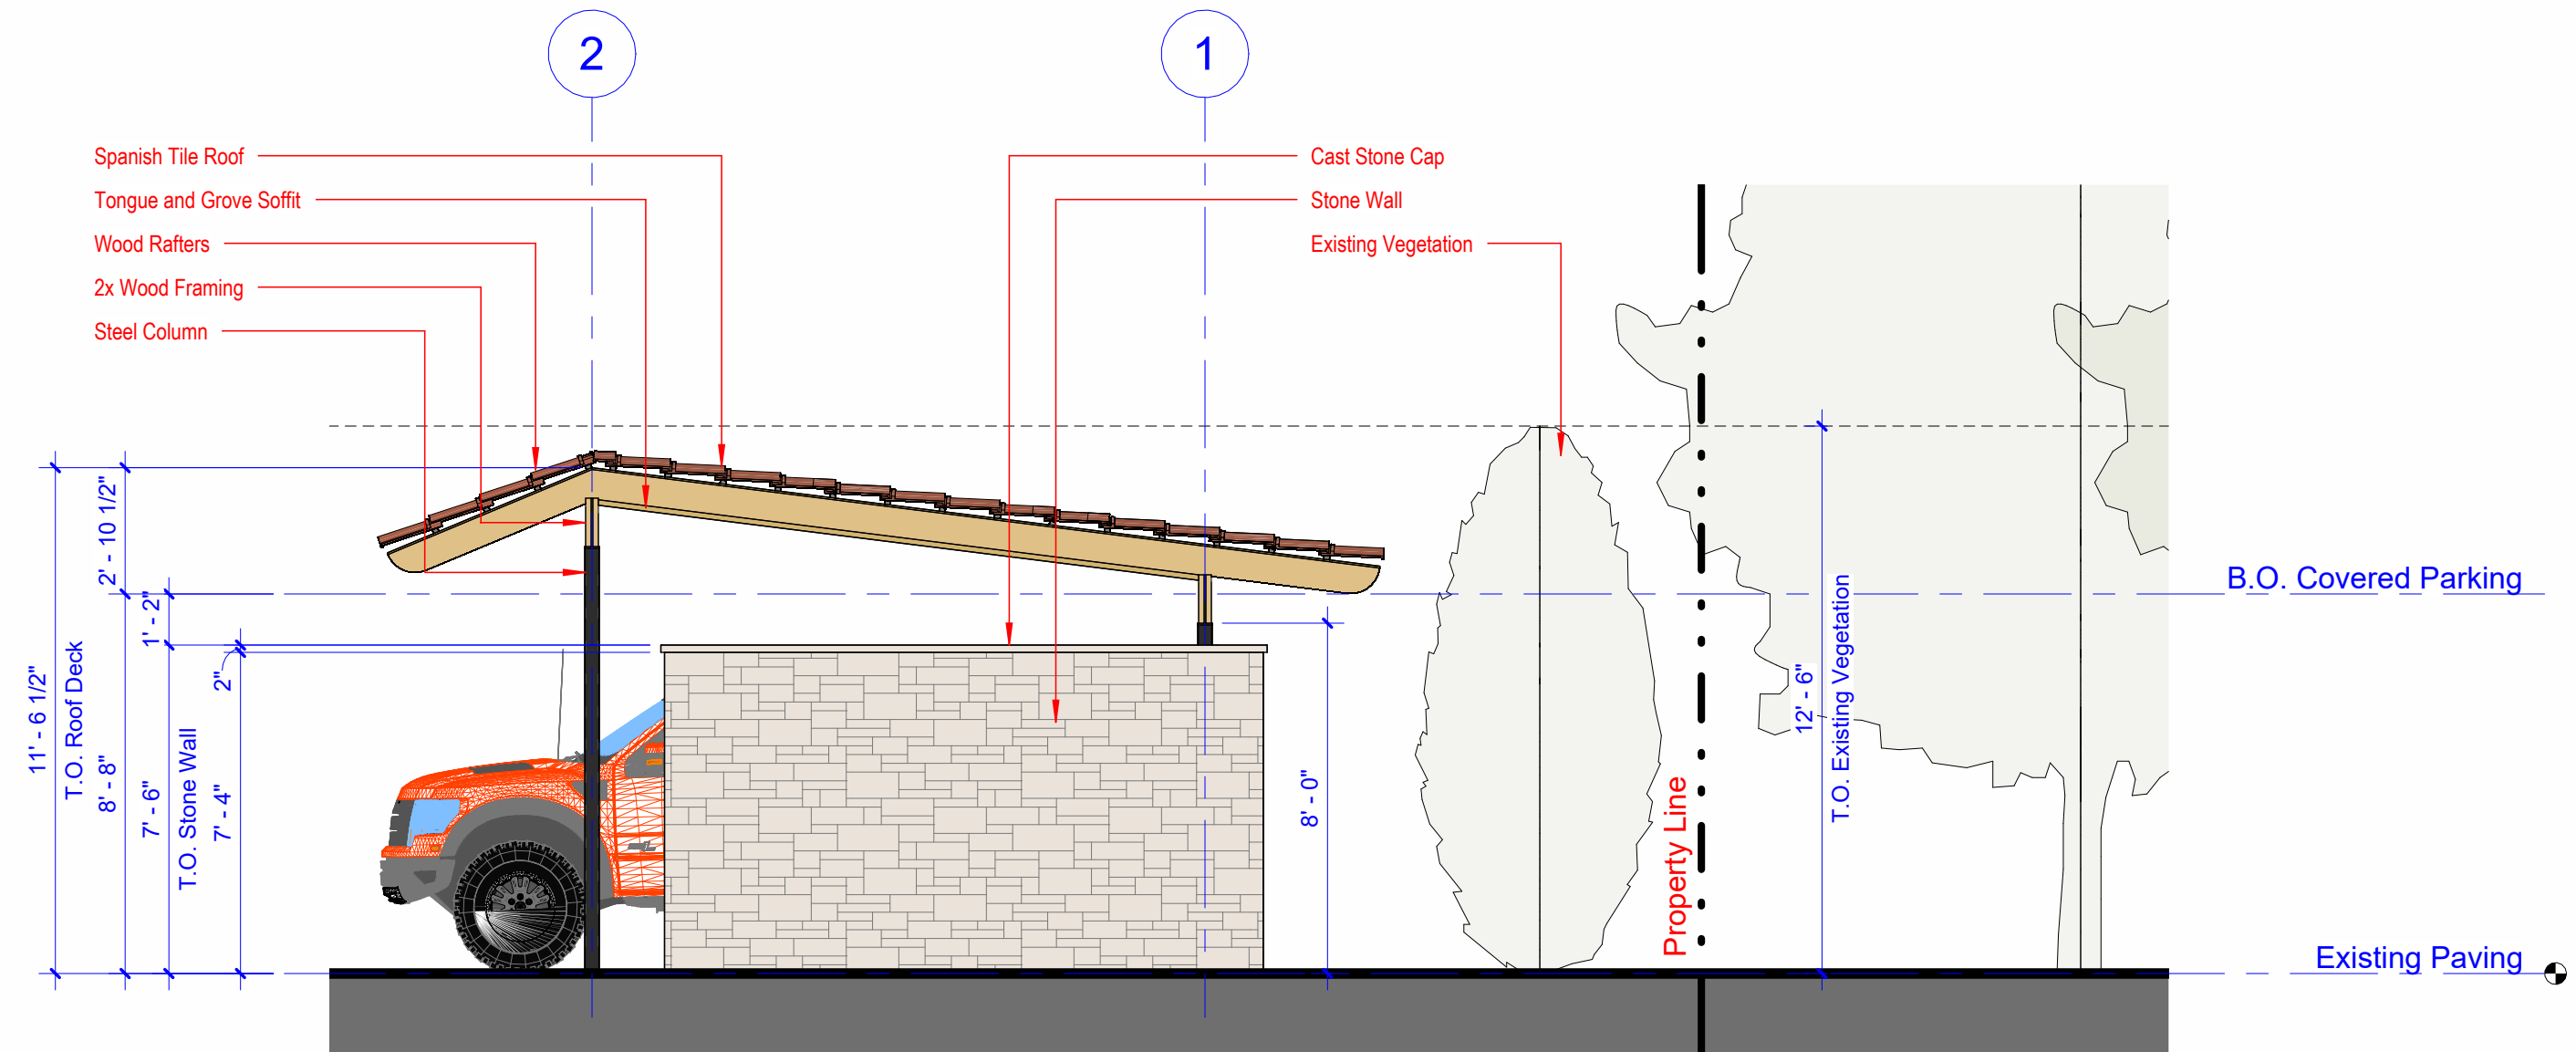 2
1
Spanish Tile Roof
Tongue and Grove Soffit
Wood Rafters
2x Wood Framing
Steel Column
Cast Stone Cap
Stone Wall
Existing Vegetation
11' - 6 1/2"
T.O. Roof Deck
2' - 10 1/2"
8' - 8"
1' - 2"
7' - 6"
T.O. Stone Wall
2"
7' - 4"
8' - 0"
Property Line
12' - 6"
T.O. Existing Vegetation
B.O. Covered Parking
Existing Paving